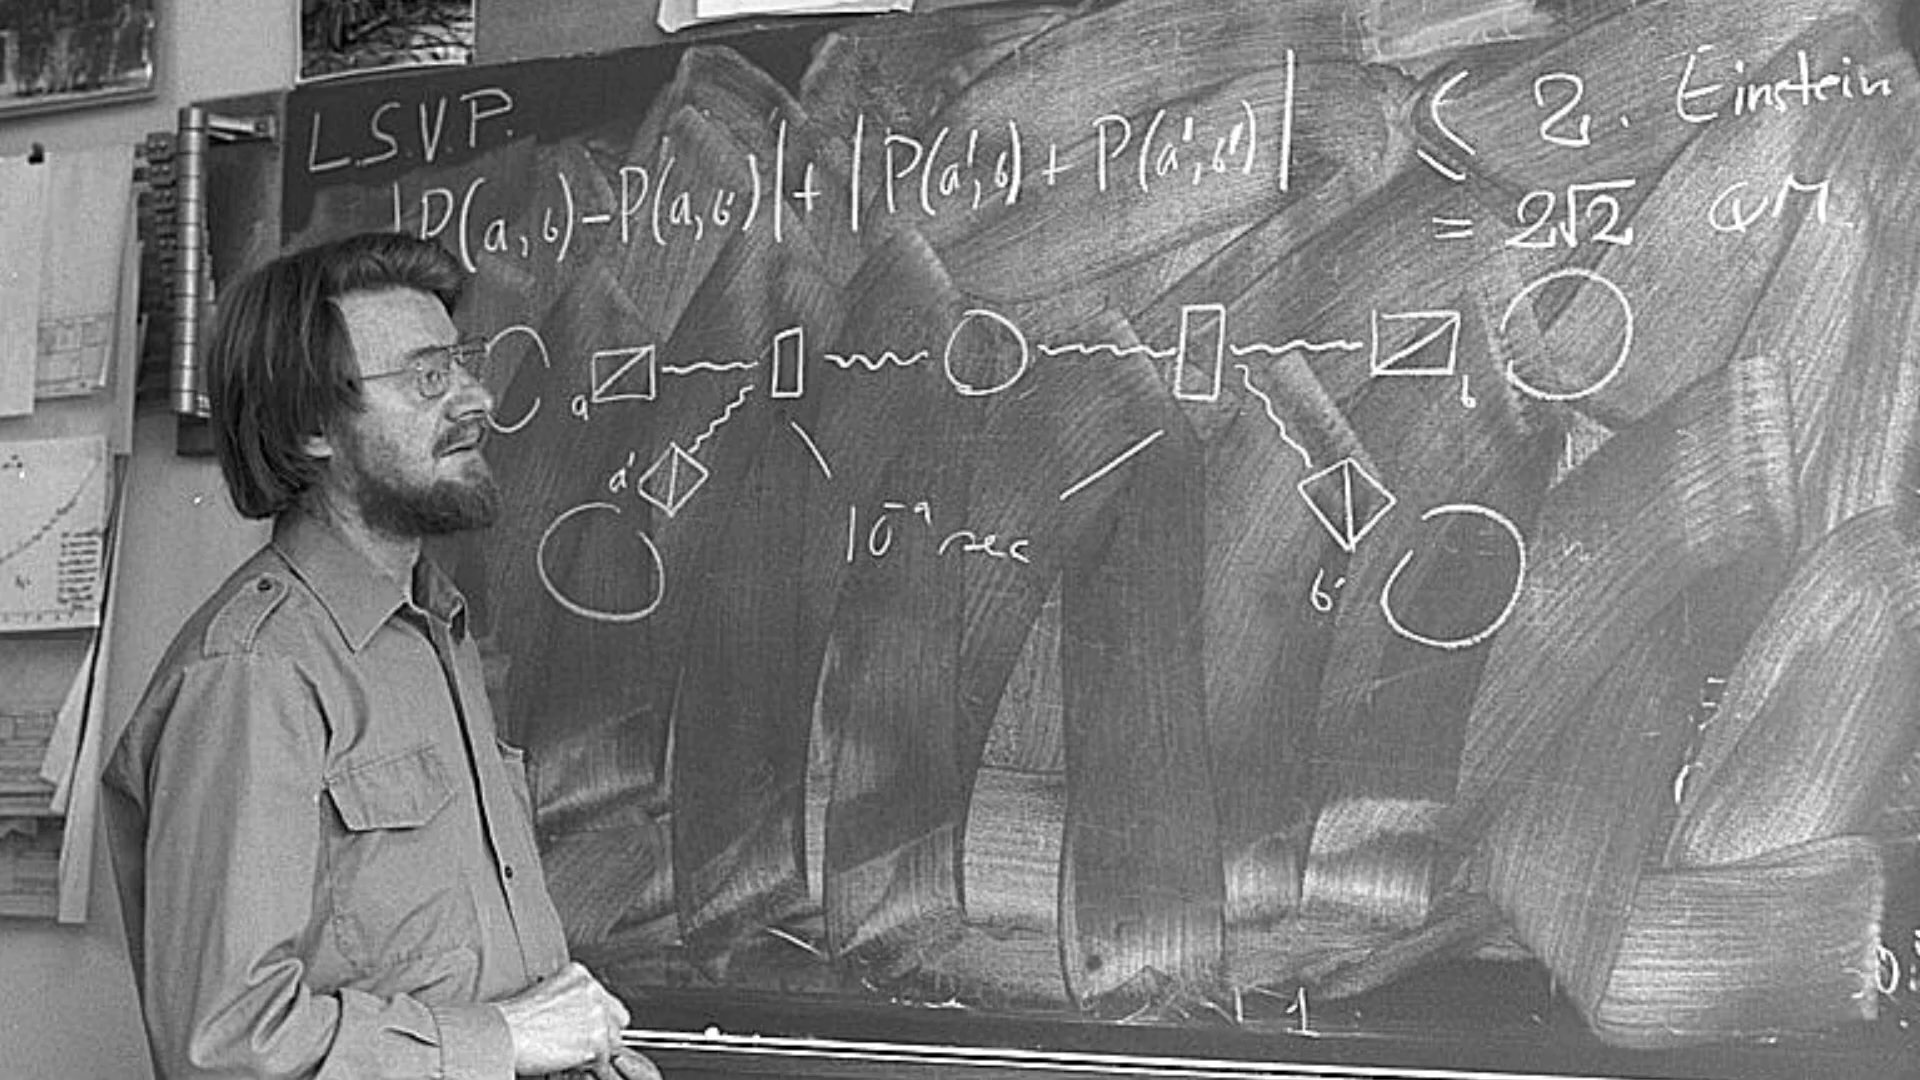 L.S.V.P.
|P(a,b)-P(a,b')|+|P(a',b)+P(a',b')| ≤ 2. Einstein
= 2√2 QM
a
b
a'
10⁻⁹ sec
b'